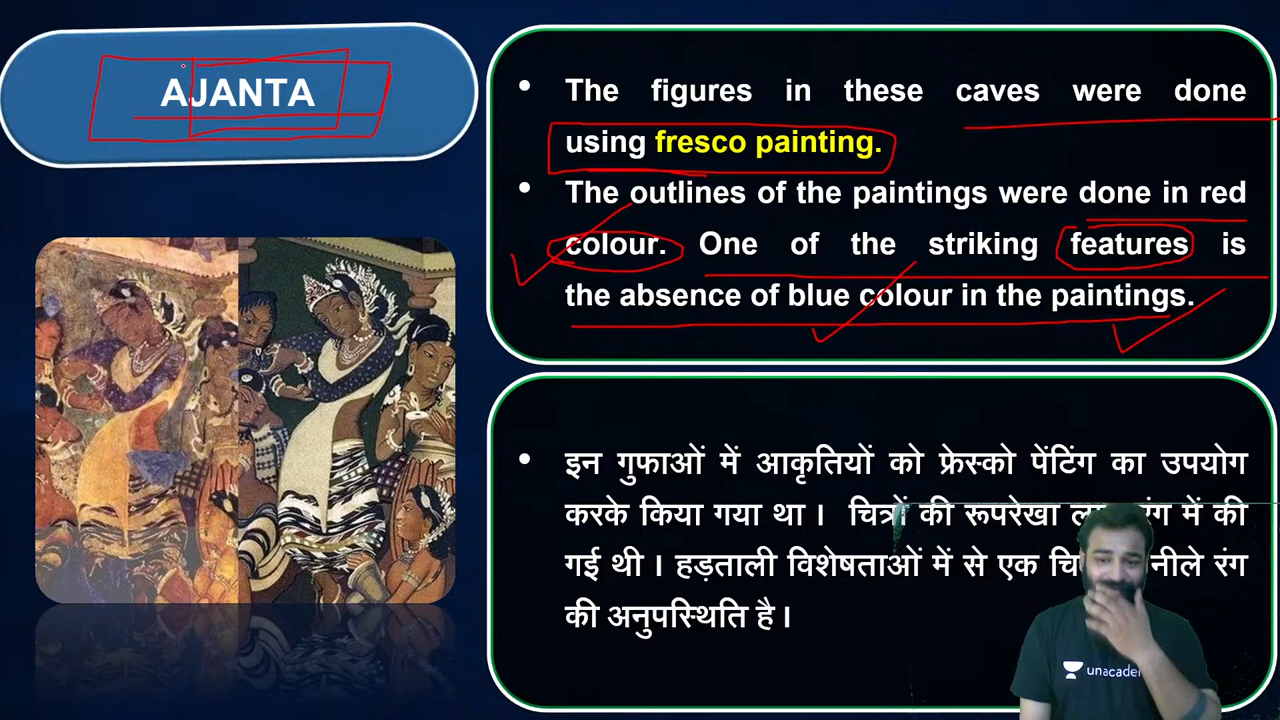 AJANTA
• The figures in these caves were done
using fresco painting.
• The outlines of the paintings were done in red
colour. One of the striking features is
the absence of blue colour in the paintings.
• इन गुफाओं में आकृतियों को फ्रेस्को पेंटिंग का उपयोग
करके किया गया था । चित्रों की रूपरेखा रंग में की
गई थी । हड़ताली विशेषताओं में से एक नीले रंग
की अनुपस्थिति है ।